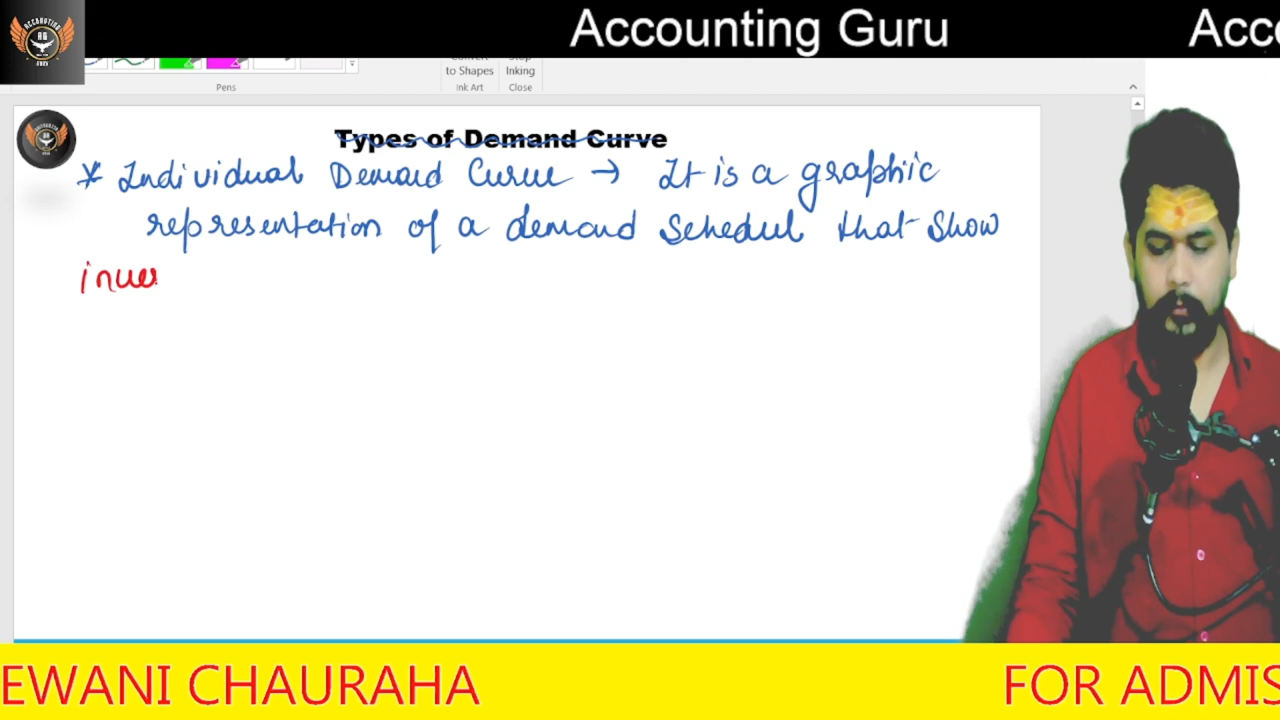 Accounting Guru
Acc
to Shapes
Inking
Pens
Ink Art
Close
Types of Demand Curve
* Individual Demand Curve → It is a graphic
representation of a demand Schedul that Show
inver
EWANI CHAURAHA
FOR ADMIS